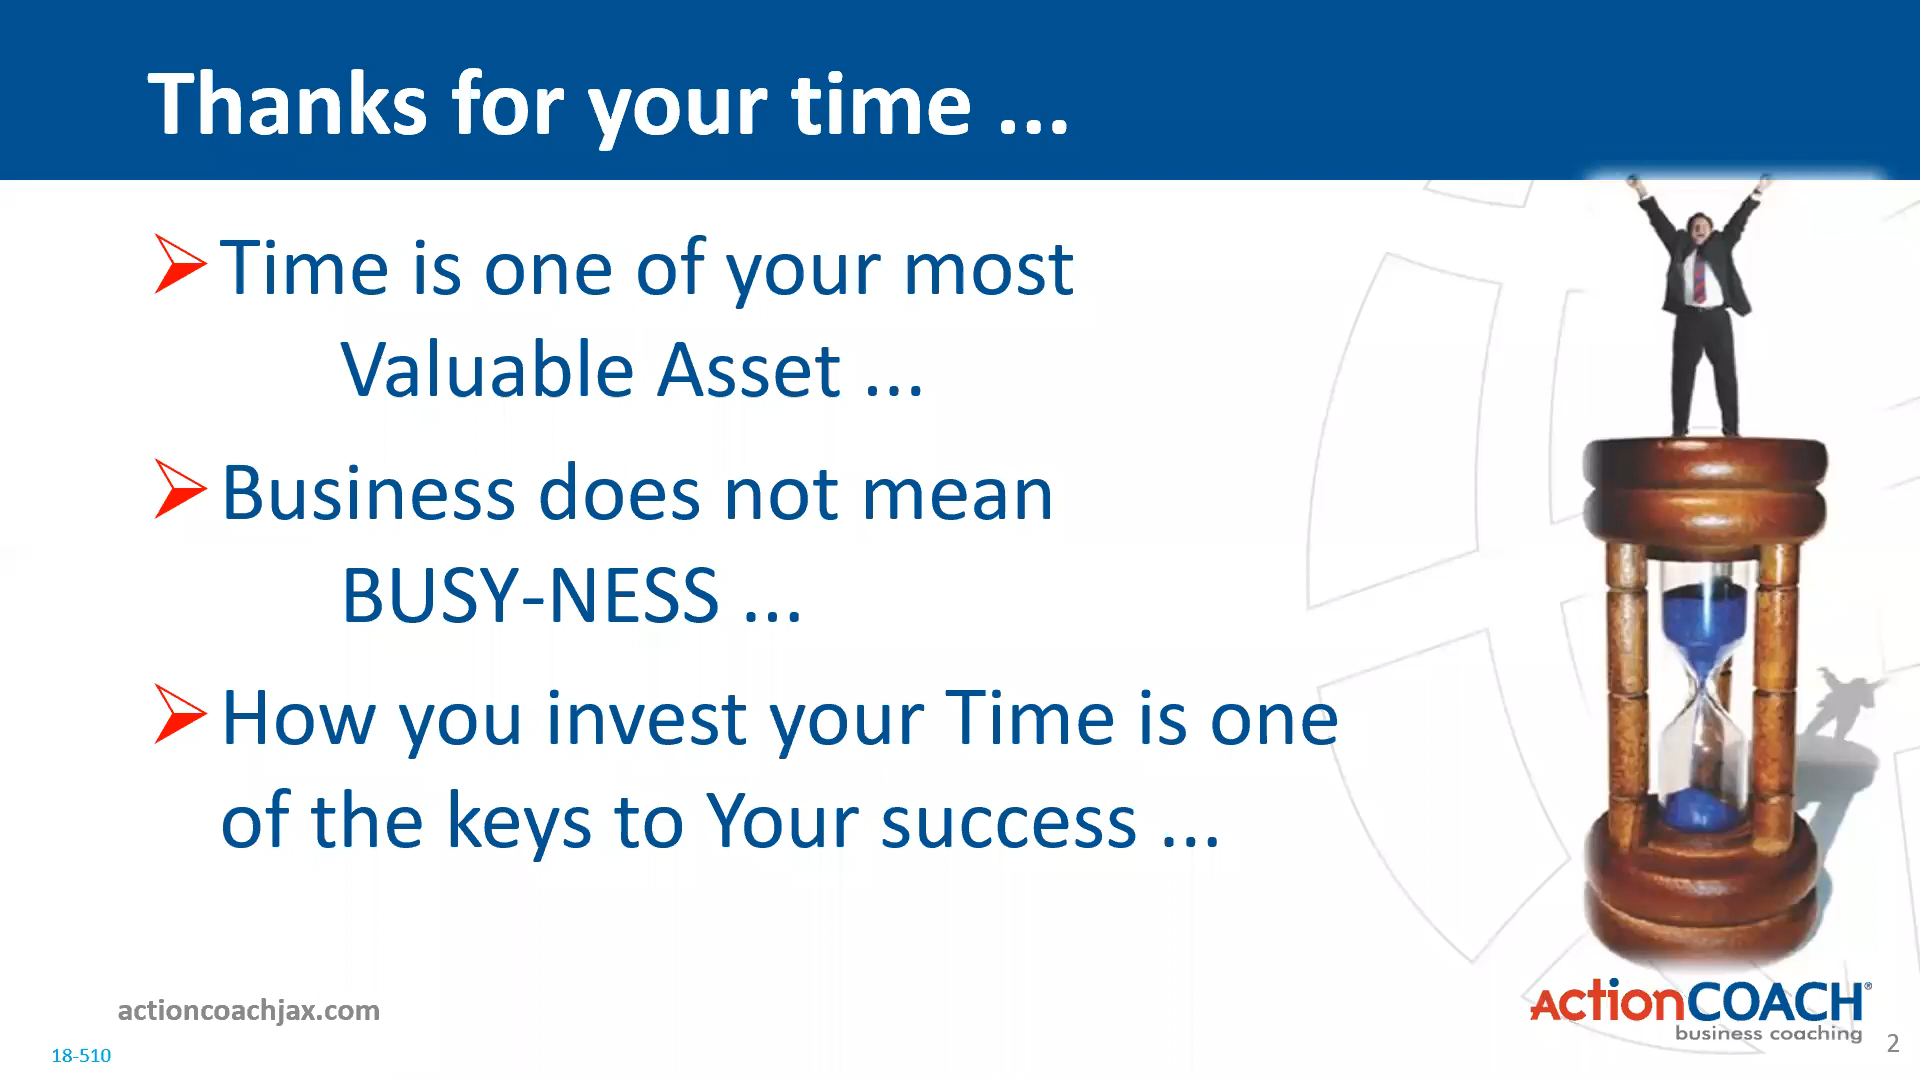 Thanks for your time ...
Time is one of your most
Valuable Asset ...
Business does not mean
BUSY-NESS ...
How you invest your Time is one
of the keys to Your success ...
actioncoachjax.com
ActionCOACH®
business coaching
18-510
2